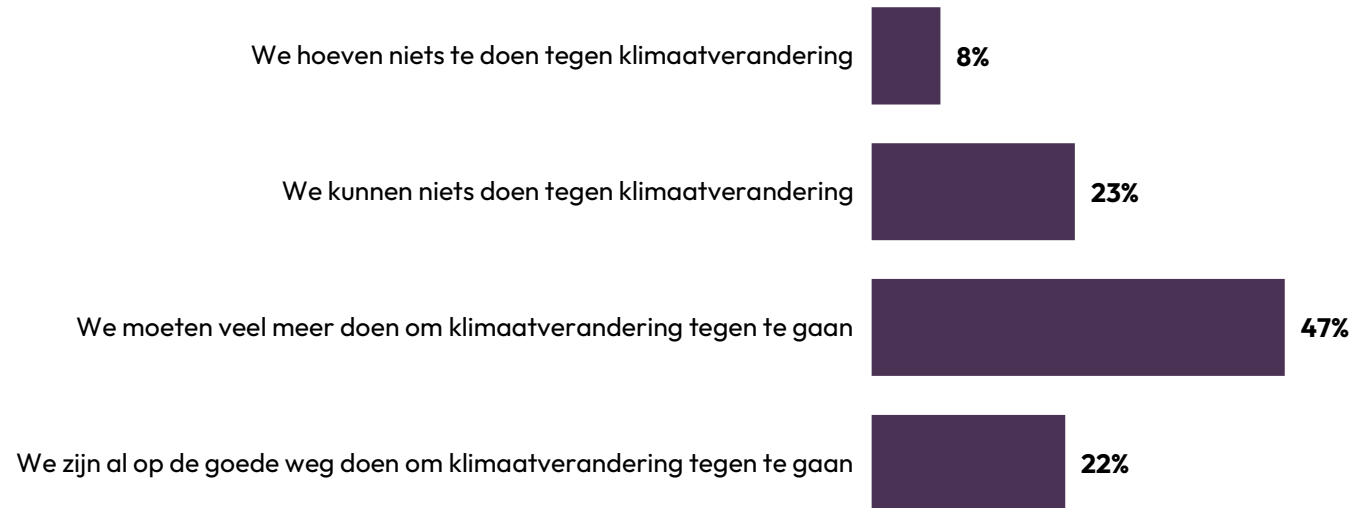 We hoeven niets te doen tegen klimaatverandering 8%
We kunnen niets doen tegen klimaatverandering 23%
We moeten veel meer doen om klimaatverandering tegen te gaan 47%
We zijn al op de goede weg doen om klimaatverandering tegen te gaan 22%